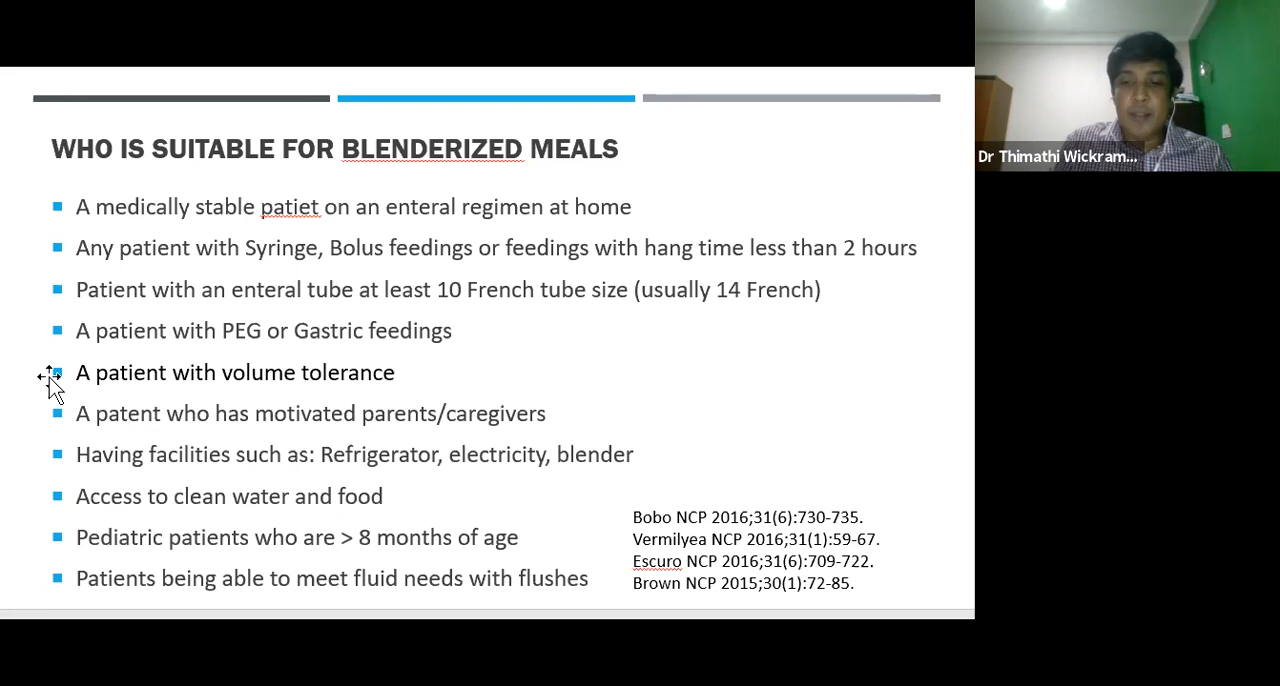 WHO IS SUITABLE FOR BLENDERIZED MEALS
A medically stable patiet on an enteral regimen at home
Any patient with Syringe, Bolus feedings or feedings with hang time less than 2 hours
Patient with an enteral tube at least 10 French tube size (usually 14 French)
A patient with PEG or Gastric feedings
A patient with volume tolerance
A patent who has motivated parents/caregivers
Having facilities such as: Refrigerator, electricity, blender
Access to clean water and food
Pediatric patients who are > 8 months of age
Patients being able to meet fluid needs with flushes
Bobo NCP 2016;31(6):730-735.
Vermilyea NCP 2016;31(1):59-67.
Escuro NCP 2016;31(6):709-722.
Brown NCP 2015;30(1):72-85.
Dr Thimathi Wickram...